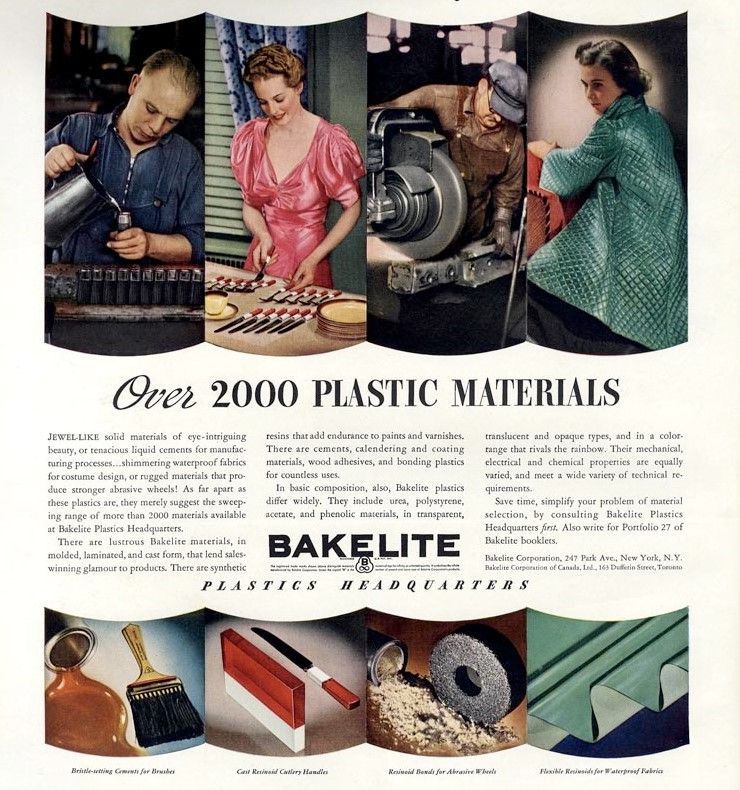 Over 2000 PLASTIC MATERIALS
JEWEL-LIKE solid materials of eye-intriguing
beauty, or tenacious liquid cements for manufac-
turing processes...shimmering waterproof fabrics
for costume design, or rugged materials that pro-
duce stronger abrasive wheels! As far apart as
these plastics are, they merely suggest the sweep-
ing range of more than 2000 materials available
at Bakelite Plastics Headquarters.
There are lustrous Bakelite materials, in
molded, laminated, and cast form, that lend sales-
winning glamour to products. There are synthetic
resins that add endurance to paints and varnishes.
There are cements, calendering and coating
materials, wood adhesives, and bonding plastics
for countless uses.
In basic composition, also, Bakelite plastics
differ widely. They include urea, polystyrene,
acetate, and phenolic materials, in transparent,
translucent and opaque types, and in a color-
range that rivals the rainbow. Their mechanical,
electrical and chemical properties are equally
varied, and meet a wide variety of technical re-
quirements.
Save time, simplify your problem of material
selection, by consulting Bakelite Plastics
Headquarters first. Also write for Portfolio 27 of
Bakelite booklets.
Bakelite Corporation, 247 Park Ave., New York, N.Y.
Bakelite Corporation of Canada, Ltd., 163 Dufferin Street, Toronto
BAKELITE
PLASTICS HEADQUARTERS
Bristle-setting Cements for Brushes
Cast Resinoid Cutlery Handles
Resinoid Bonds for Abrasive Wheels
Flexible Resinoids for Waterproof Fabrics